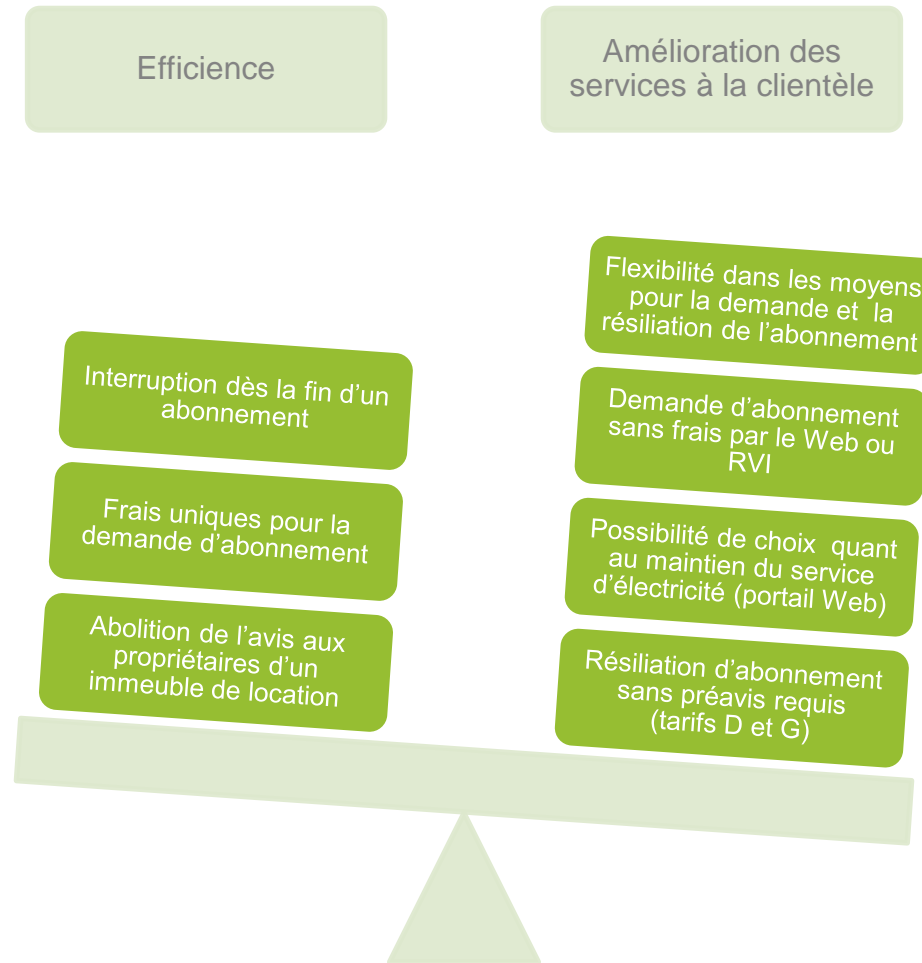 Efficience
Amélioration des
services à la clientèle
Interruption dès la fin d’un
abonnement
Frais uniques pour la
demande d’abonnement
Abolition de l’avis aux
propriétaires d’un
immeuble de location
Flexibilité dans les moyens
pour la demande et  la
résiliation de l’abonnement
Demande d’abonnement
sans frais par le Web ou
RVI
Possibilité de choix  quant
au maintien du service
d’électricité (portail Web)
Résiliation d’abonnement
sans préavis requis
(tarifs D et G)